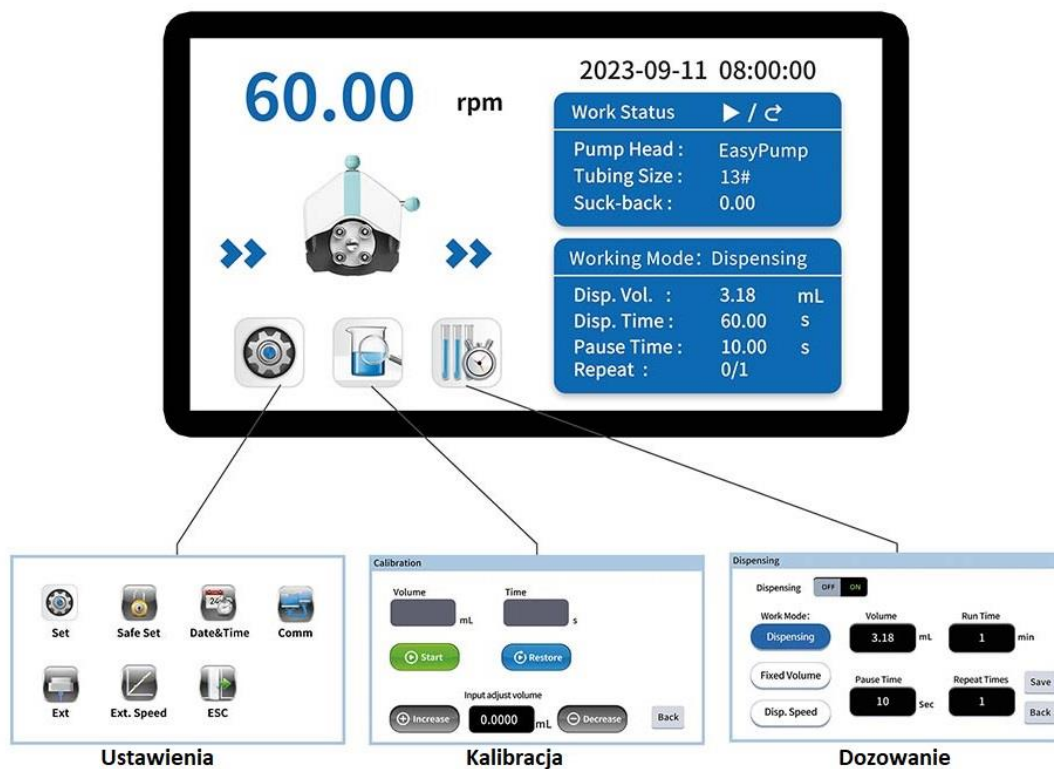 60.00 rpm
2023-09-11 08:00:00
Work Status
Pump Head : EasyPump
Tubing Size : 13#
Suck-back : 0.00
Working Mode: Dispensing
Disp. Vol. : 3.18 mL
Disp. Time : 60.00 s
Pause Time : 10.00 s
Repeat : 0/1
Set
Safe Set
24
Date&Time
Comm
Ext
Ext. Speed
ESC
Ustawienia
Calibration
Volume
Time
mL
s
Start
Restore
Input adjust volume
Increase
0.0000 mL
Decrease
Back
Kalibracja
Dispensing
Dispensing OFF ON
Work Mode:
Volume
Run Time
Dispensing
3.18 mL
1 min
Fixed Volume
Pause Time
Repeat Times
Save
Disp. Speed
10 Sec
1
Back
Dozowanie